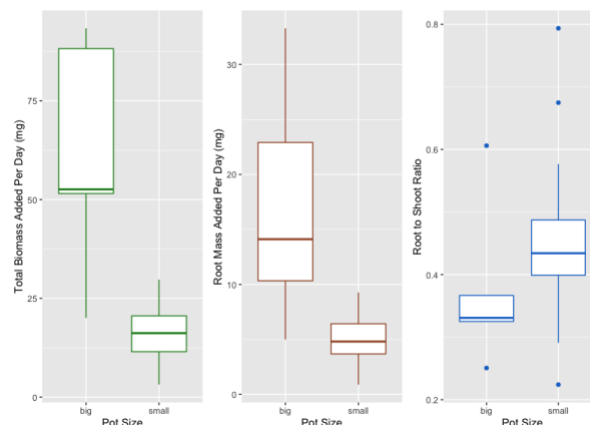 Total Biomass Added Per Day (mg)
75
50
25
0
big
small
Pot Size
Root Mass Added Per Day (mg)
30
20
10
0
big
small
Pot Size
Root to Shoot Ratio
0.8
0.6
0.4
0.2
big
small
Pot Size